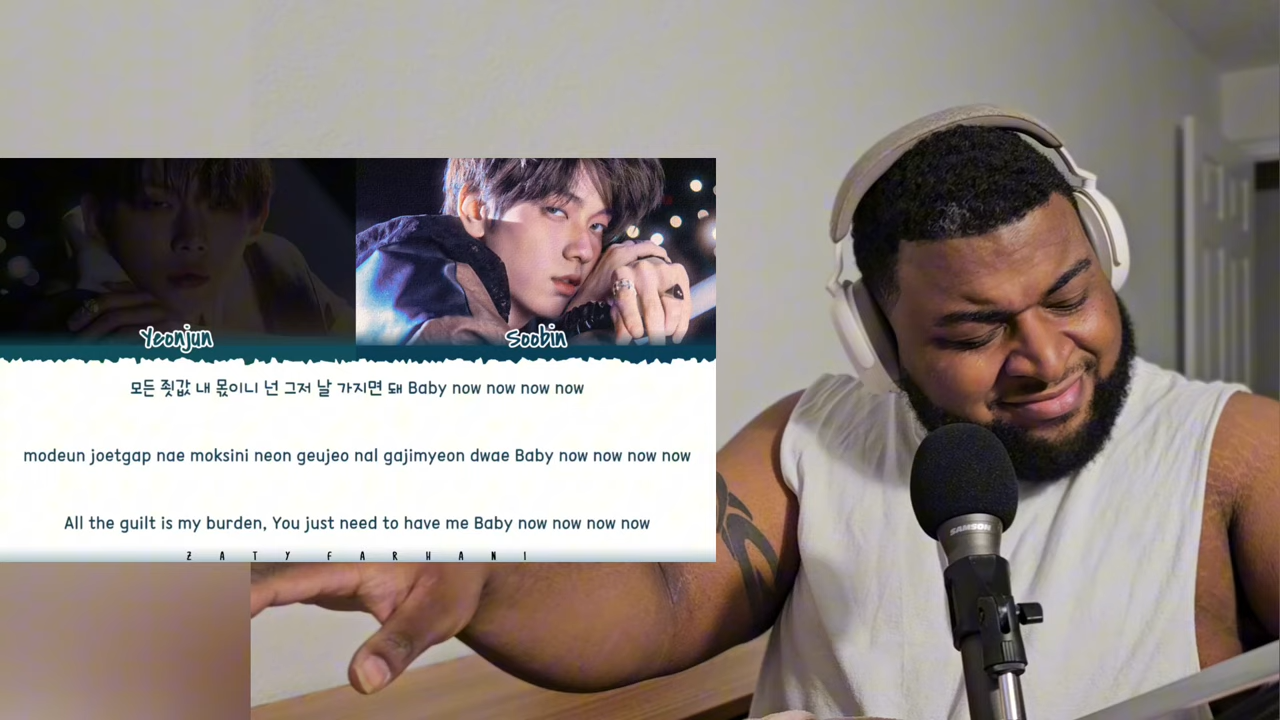 Yeonjun
Soobin
모든 죗값 내 몫이니 넌 그저 날 가지면 돼 Baby now now now now
modeun joetgap nae moksini neon geujeo nal gajimyeon dwae Baby now now now now
All the guilt is my burden, You just need to have me Baby now now now now
ZATY FARHANI
SAMSON